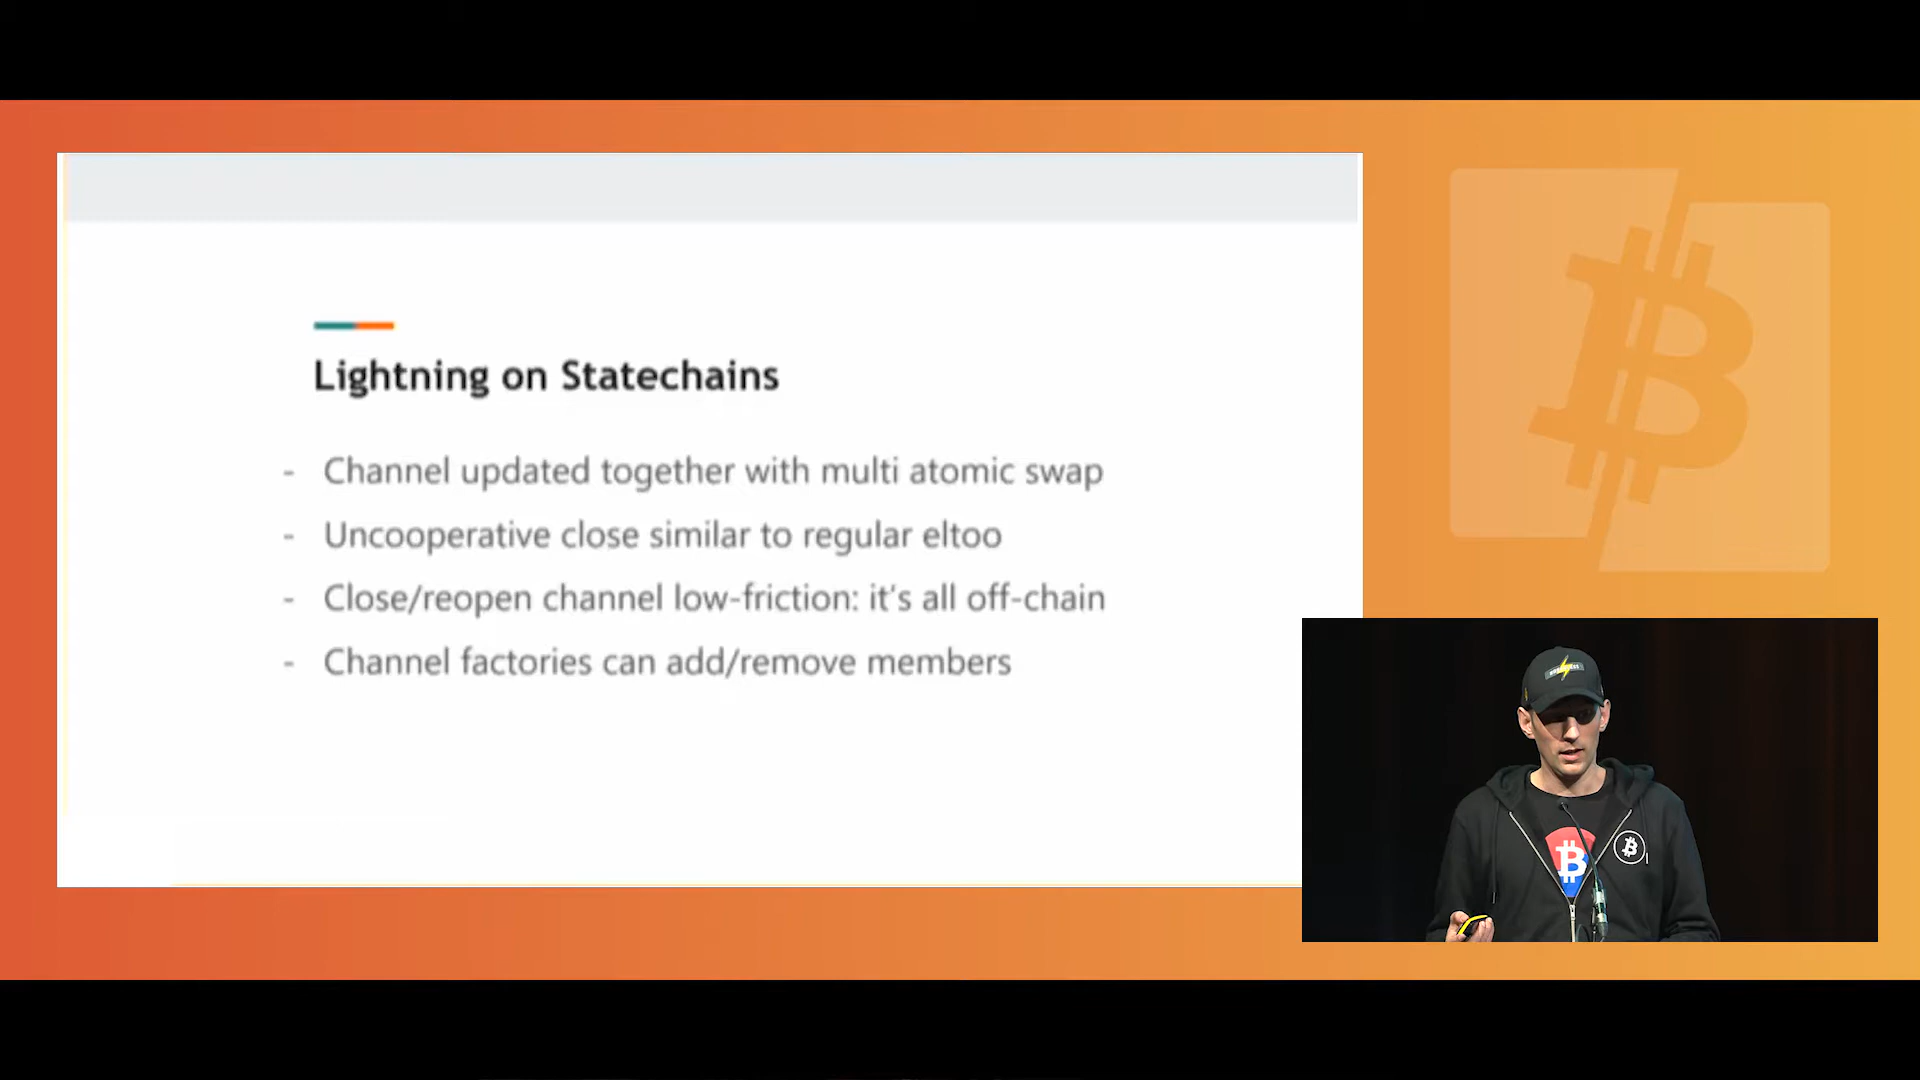 Lightning on Statechains
- Channel updated together with multi atomic swap
- Uncooperative close similar to regular eltoo
- Close/reopen channel low-friction: it's all off-chain
- Channel factories can add/remove members